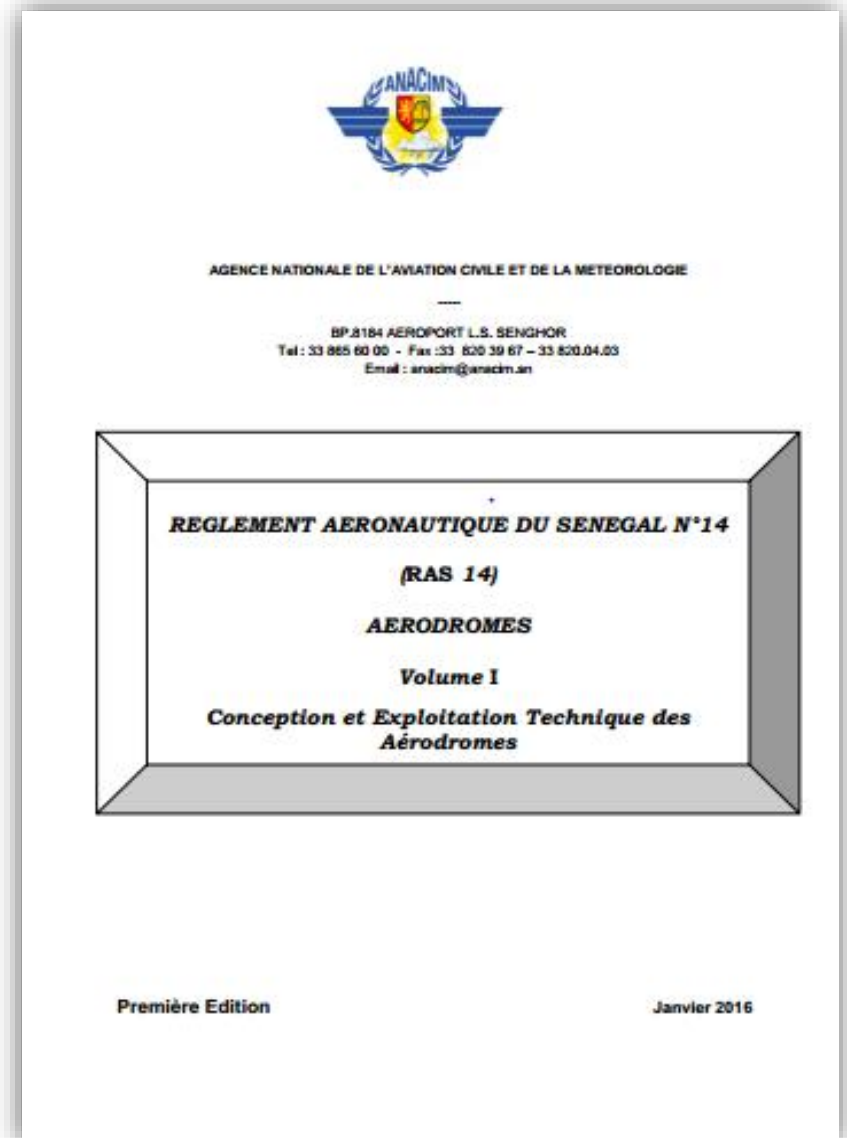 ANACIM
AGENCE NATIONALE DE L'AVIATION CIVILE ET DE LA METEOROLOGIE
-----
BP.8184 AEROPORT L.S. SENGHOR
Tel : 33 865 60 00 - Fax :33 820 39 67 – 33 820.04.03
Email : anacim@anacim.sn
REGLEMENT AERONAUTIQUE DU SENEGAL N°14
(RAS 14)
AERODROMES
Volume I
Conception et Exploitation Technique des
Aérodromes
Première Edition
Janvier 2016